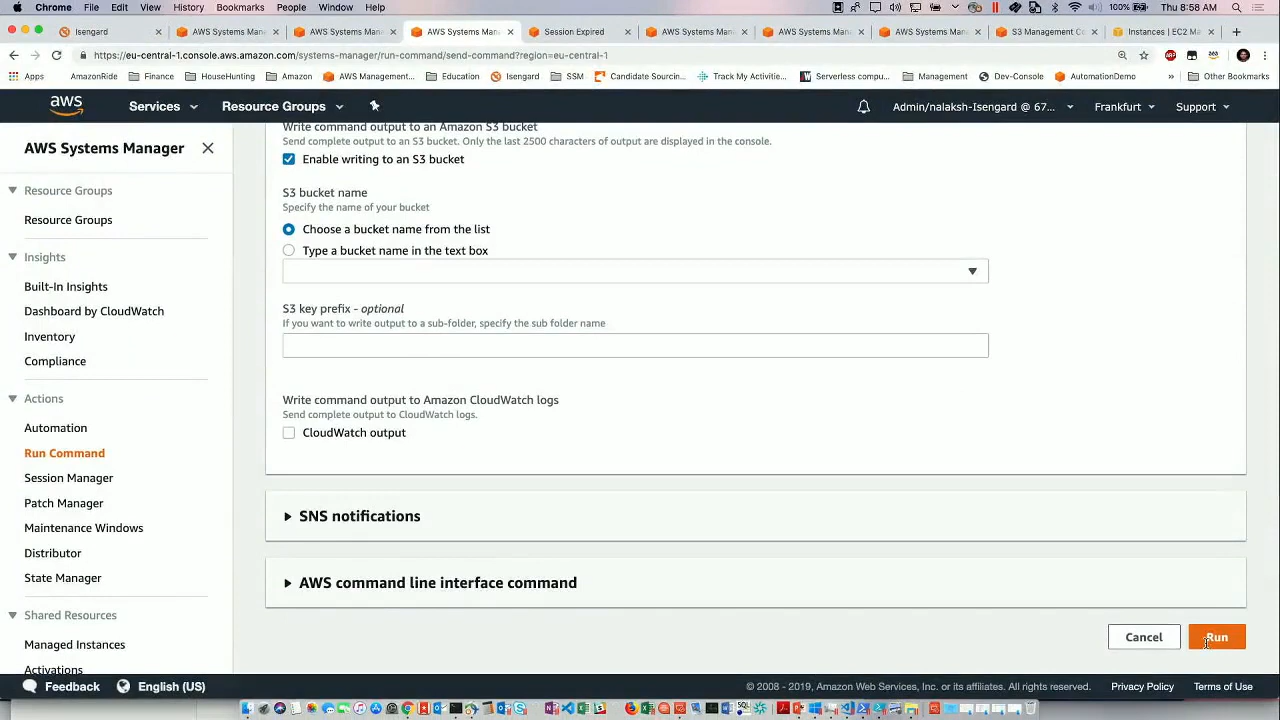 Chrome File Edit View History Bookmarks People Window Help 100% Tue 8:58 AM
Isengard AWS Systems Man AWS Systems Man AWS Systems Mana Session Expired AWS Systems Mana AWS Systems Mana AWS Systems Mana S3 Management Co Instances | EC2 Ma
https://eu-central-1.console.aws.amazon.com/systems-manager/run-command/send-command?region=eu-central-1
Apps AmazonRide Finance HouseHunting Amazon AWS Management... Education Isengard SSM Candidate Sourcin... Track My Activitie... Serverless compu... Management Dev-Console AutomationDemo Other Bookmarks
aws Services Resource Groups Admin/nalaksh-Isengard @ 67... Frankfurt Support
AWS Systems Manager
Resource Groups
Resource Groups
Insights
Built-In Insights
Dashboard by CloudWatch
Inventory
Compliance
Actions
Automation
Run Command
Session Manager
Patch Manager
Maintenance Windows
Distributor
State Manager
Shared Resources
Managed Instances
Activations
Write command output to an Amazon S3 bucket
Send complete output to an S3 bucket. Only the last 2500 characters of output are displayed in the console.
Enable writing to an S3 bucket
S3 bucket name
Specify the name of your bucket
Choose a bucket name from the list
Type a bucket name in the text box
S3 key prefix - optional
If you want to write output to a sub-folder, specify the sub folder name
Write command output to Amazon CloudWatch logs
Send complete output to CloudWatch logs.
CloudWatch output
SNS notifications
AWS command line interface command
Cancel Run
Feedback English (US) © 2008 - 2019, Amazon Web Services, Inc. or its affiliates. All rights reserved. Privacy Policy Terms of Use